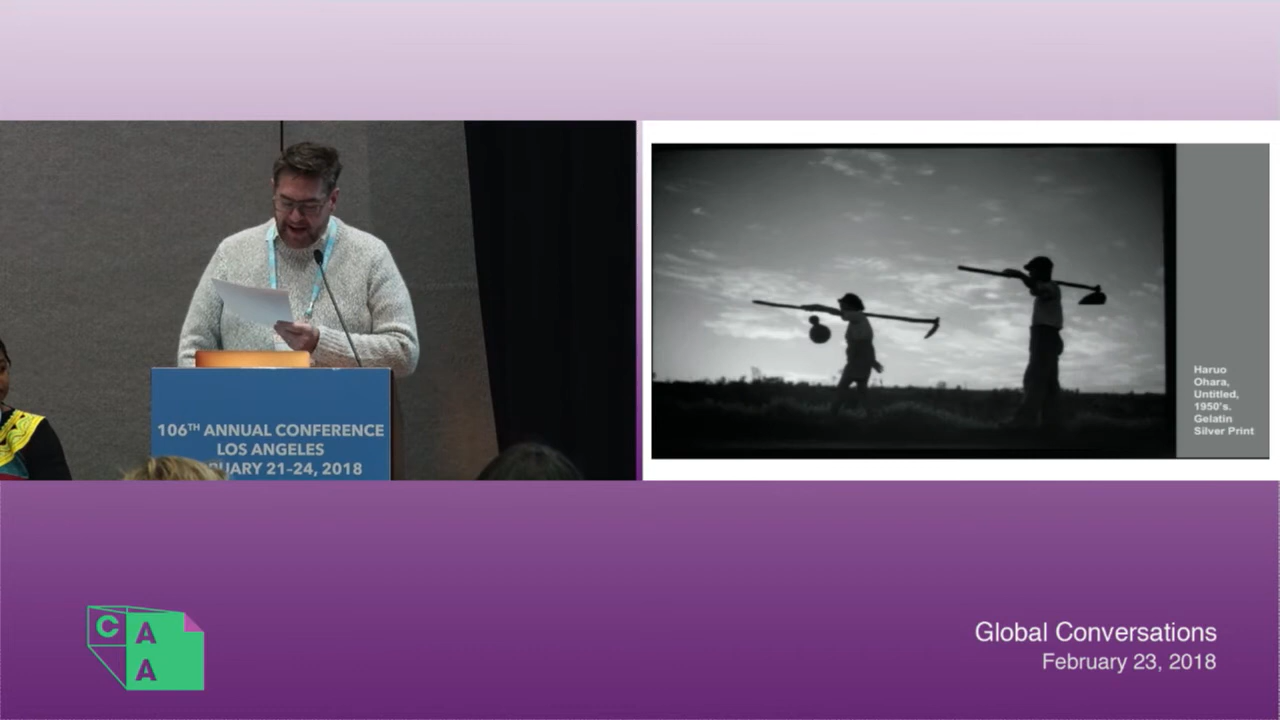 106TH ANNUAL CONFERENCE
LOS ANGELES
UARY 21-24, 2018
Haruo
Ohara,
Untitled,
1950's.
Gelatin
Silver Print
C A
A
Global Conversations
February 23, 2018